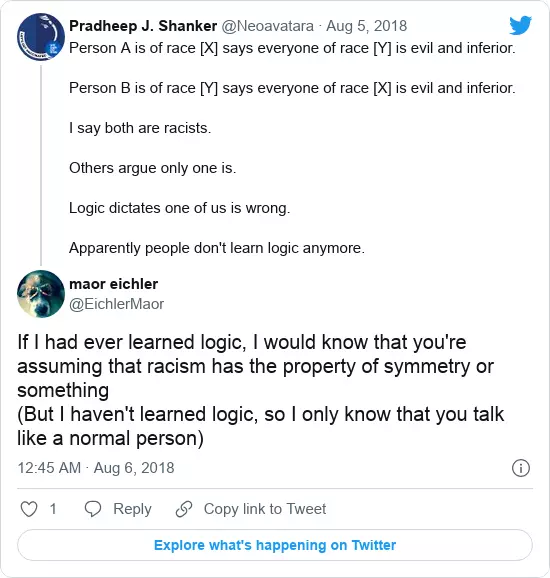 Pradheep J. Shanker @Neoavatara · Aug 5, 2018
Person A is of race [X] says everyone of race [Y] is evil and inferior.
Person B is of race [Y] says everyone of race [X] is evil and inferior.
I say both are racists.
Others argue only one is.
Logic dictates one of us is wrong.
Apparently people don't learn logic anymore.
maor eichler
@EichlerMaor
If I had ever learned logic, I would know that you're
assuming that racism has the property of symmetry or
something
(But I haven't learned logic, so I only know that you talk
like a normal person)
12:45 AM · Aug 6, 2018
1 Reply Copy link to Tweet
Explore what's happening on Twitter